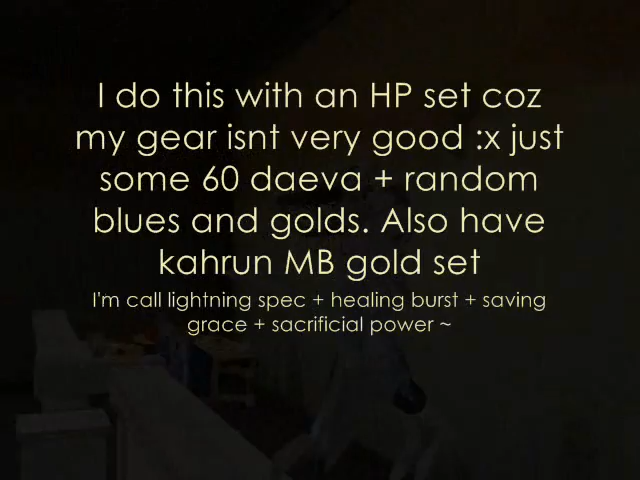 I do this with an HP set coz
my gear isnt very good :x just
some 60 daeva + random
blues and golds. Also have
kahrun MB gold set
I'm call lightning spec + healing burst + saving
grace + sacrificial power ~